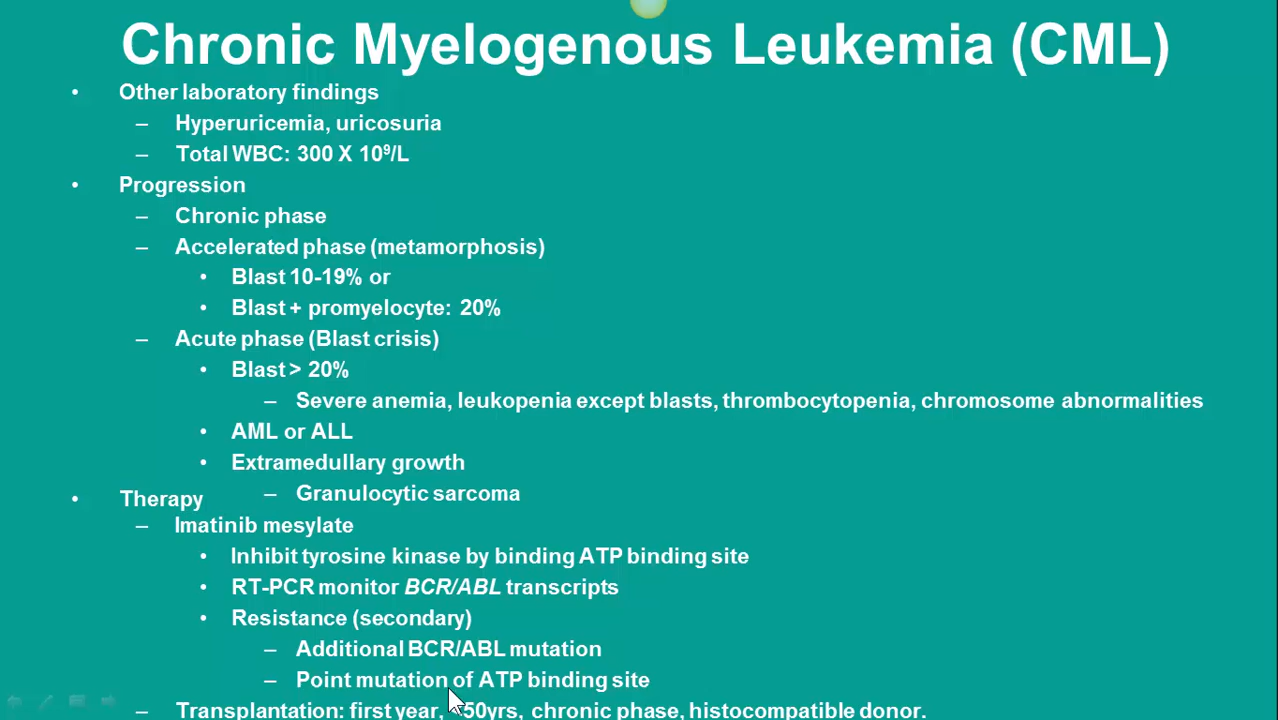 Chronic Myelogenous Leukemia (CML)
• Other laboratory findings
– Hyperuricemia, uricosuria
– Total WBC: 300 X 10⁹/L
• Progression
– Chronic phase
– Accelerated phase (metamorphosis)
• Blast 10-19% or
• Blast + promyelocyte: 20%
– Acute phase (Blast crisis)
• Blast > 20%
– Severe anemia, leukopenia except blasts, thrombocytopenia, chromosome abnormalities
• AML or ALL
• Extramedullary growth
– Granulocytic sarcoma
• Therapy
– Imatinib mesylate
• Inhibit tyrosine kinase by binding ATP binding site
• RT-PCR monitor BCR/ABL transcripts
• Resistance (secondary)
– Additional BCR/ABL mutation
– Point mutation of ATP binding site
– Transplantation: first year, 50yrs, chronic phase, histocompatible donor.